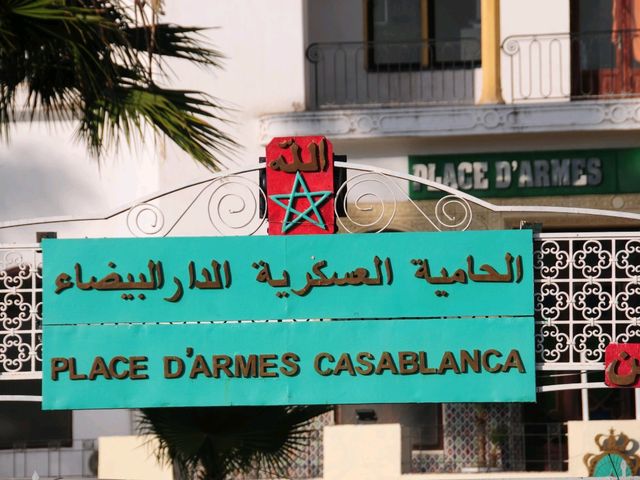 الله
PLACE D'ARMES
الحامية العسكرية الدار البيضاء
PLACE D'ARMES CASABLANCA